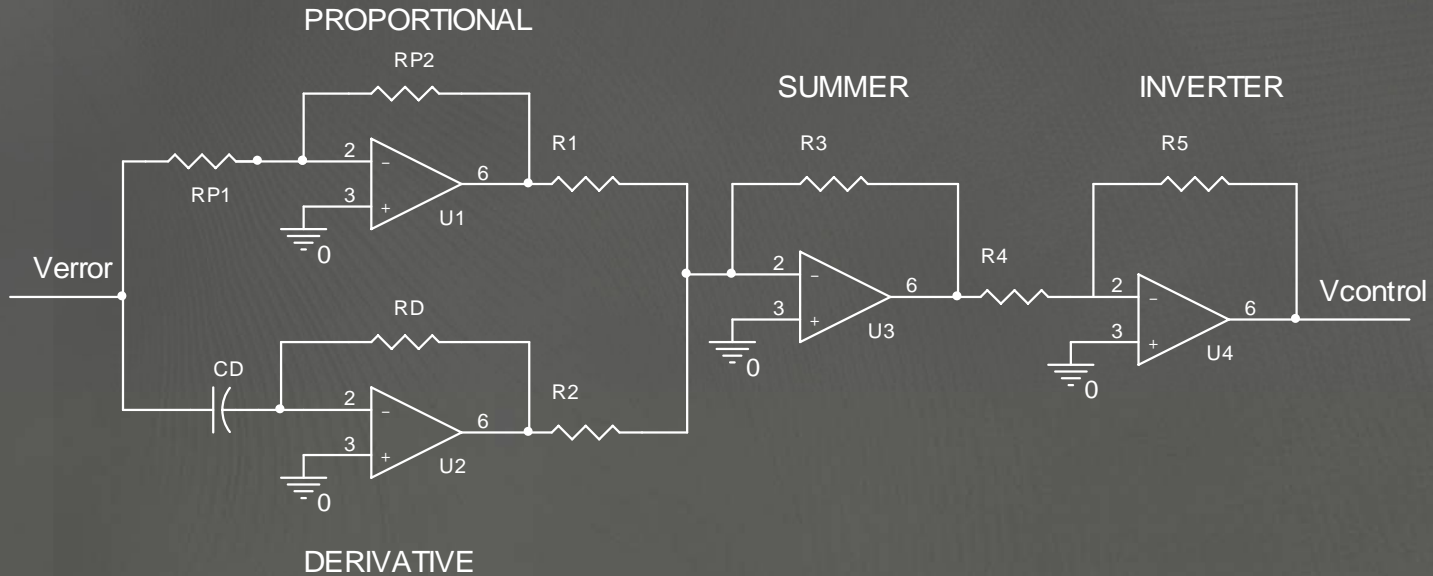 PROPORTIONAL
RP2
SUMMER
INVERTER
RP1
2
3
6
U1
0
R1
R3
R5
Verror
RD
CD
2
3
6
U2
0
R2
2
3
6
U3
0
R4
2
3
6
U4
0
Vcontrol
DERIVATIVE